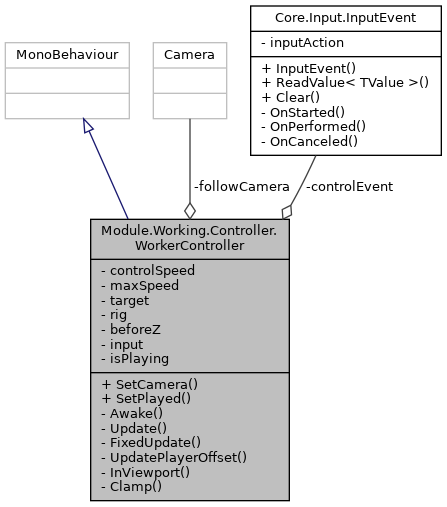 Core.Input.InputEvent
- inputAction
+ InputEvent()
+ ReadValue< TValue >()
+ Clear()
- OnStarted()
- OnPerformed()
- OnCanceled()
MonoBehaviour
Camera
-followCamera
-controlEvent
Module.Working.Controller.
WorkerController
- controlSpeed
- maxSpeed
- target
- rig
- beforeZ
- input
- isPlaying
+ SetCamera()
+ SetPlayed()
- Awake()
- Update()
- FixedUpdate()
- UpdatePlayerOffset()
- InViewport()
- Clamp()